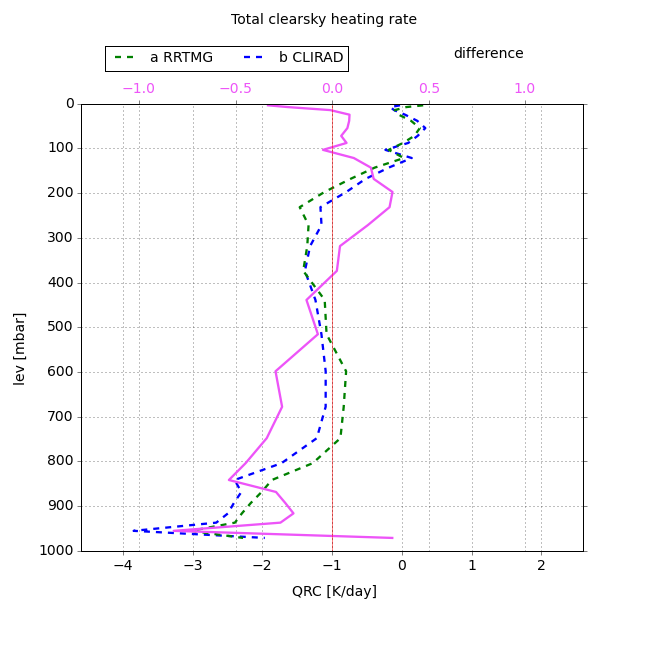 Total clearsky heating rate
a RRTMG b CLIRAD difference
−1.0 −0.5 0.0 0.5 1.0
0
100
200
300
400
500
600
700
800
900
1000
lev [mbar]
−4 −3 −2 −1 0 1 2
QRC [K/day]